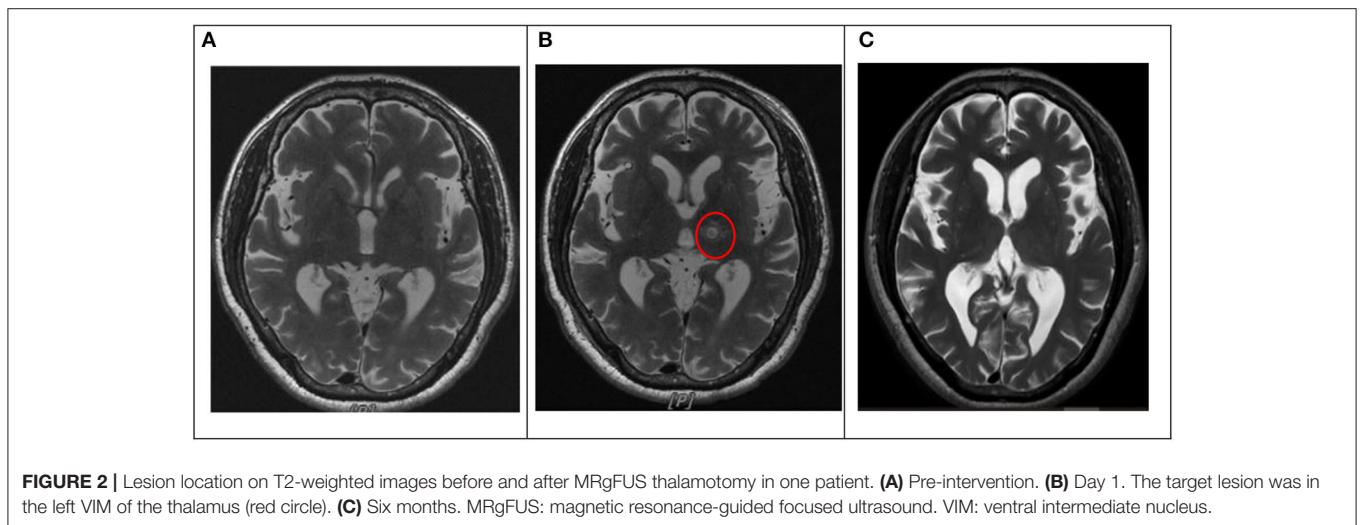 A
B
C
[P]
[P]
FIGURE 2 | Lesion location on T2-weighted images before and after MRgFUS thalamotomy in one patient. (A) Pre-intervention. (B) Day 1. The target lesion was in
the left VIM of the thalamus (red circle). (C) Six months. MRgFUS: magnetic resonance-guided focused ultrasound. VIM: ventral intermediate nucleus.